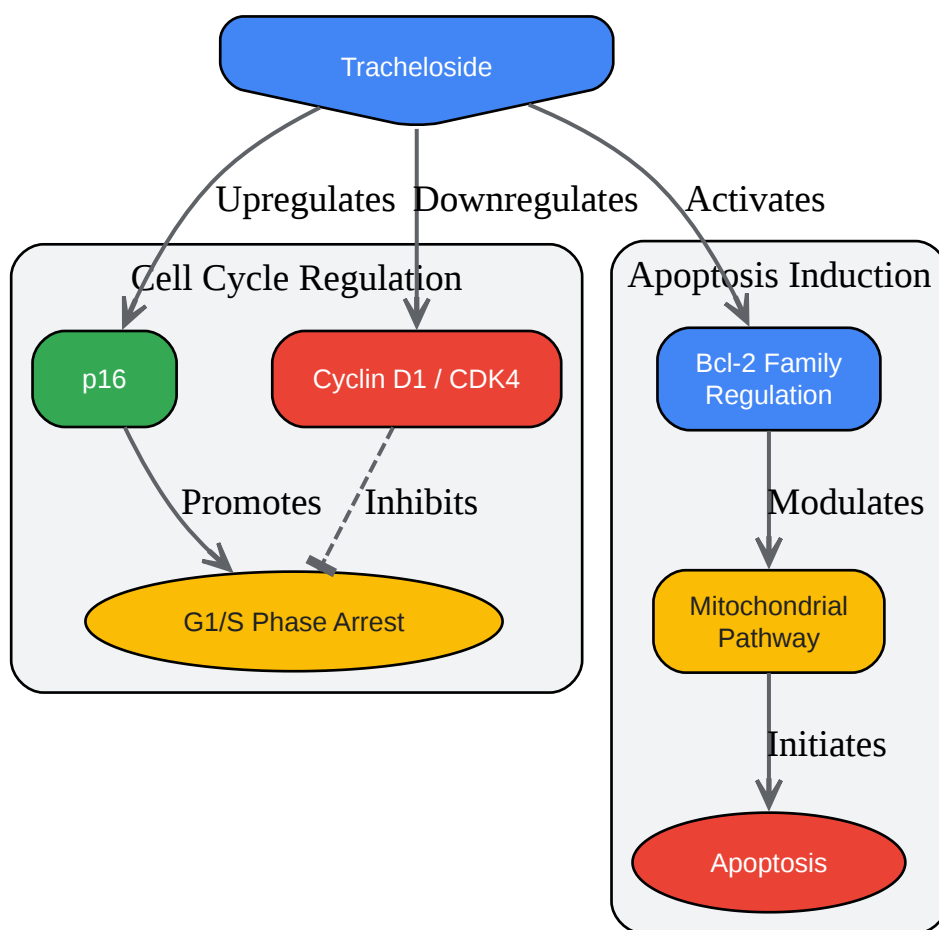 Tracheloside
Upregulates
Downregulates
Activates
Cell Cycle Regulation
Apoptosis Induction
p16
Cyclin D1 / CDK4
Bcl-2 Family
Regulation
Promotes
Inhibits
Modulates
G1/S Phase Arrest
Mitochondrial
Pathway
Initiates
Apoptosis